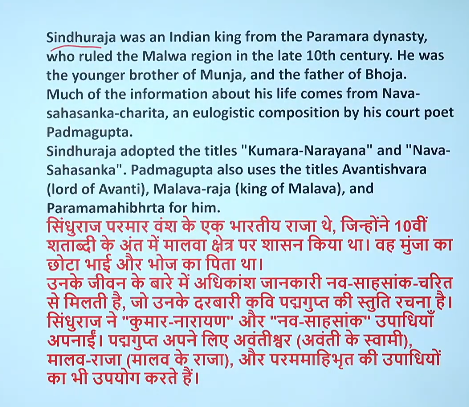 Sindhuraja was an Indian king from the Paramara dynasty,
who ruled the Malwa region in the late 10th century. He was
the younger brother of Munja, and the father of Bhoja.
Much of the information about his life comes from Nava-
sahasanka-charita, an eulogistic composition by his court poet
Padmagupta.
Sindhuraja adopted the titles "Kumara-Narayana" and "Nava-
Sahasanka". Padmagupta also uses the titles Avantishvara
(lord of Avanti), Malava-raja (king of Malava), and
Paramamahibhrta for him.
सिंधुराज परमार वंश के एक भारतीय राजा थे, जिन्होंने 10वीं
शताब्दी के अंत में मालवा क्षेत्र पर शासन किया था। वह मुंजा का
छोटा भाई और भोज का पिता था।
उनके जीवन के बारे में अधिकांश जानकारी नव-साहसांक-चरित
से मिलती है, जो उनके दरबारी कवि पद्मगुप्त की स्तुति रचना है।
सिंधुराज ने "कुमार-नारायण" और "नव-साहसांक" उपाधियाँ
अपनाईं। पद्मगुप्त अपने लिए अवंतीश्वर (अवंती के स्वामी),
मालव-राजा (मालव के राजा), और परममाहिभृत की उपाधियों
का भी उपयोग करते हैं।